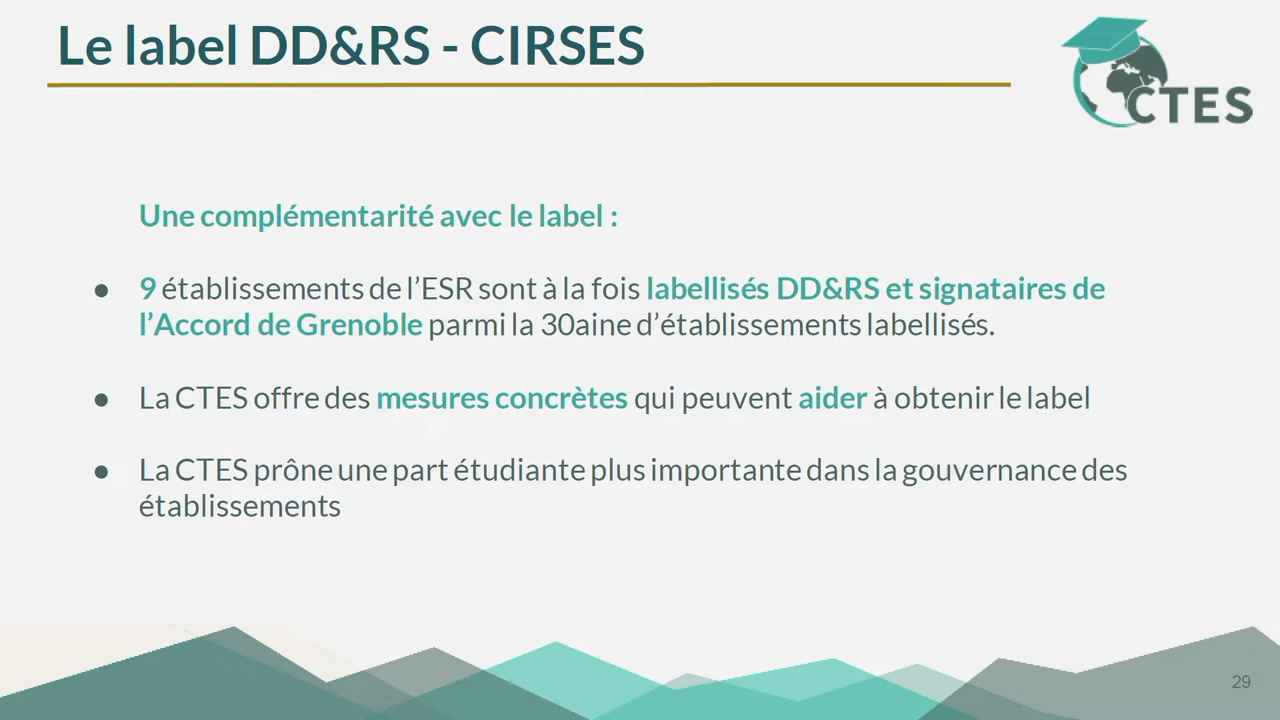 Le label DD&RS - CIRSES
CTES
Une complémentarité avec le label :
● 9 établissements de l'ESR sont à la fois labellisés DD&RS et signataires de
l'Accord de Grenoble parmi la 30aine d'établissements labellisés.
● La CTES offre des mesures concrètes qui peuvent aider à obtenir le label
● La CTES prône une part étudiante plus importante dans la gouvernance des
établissements
29